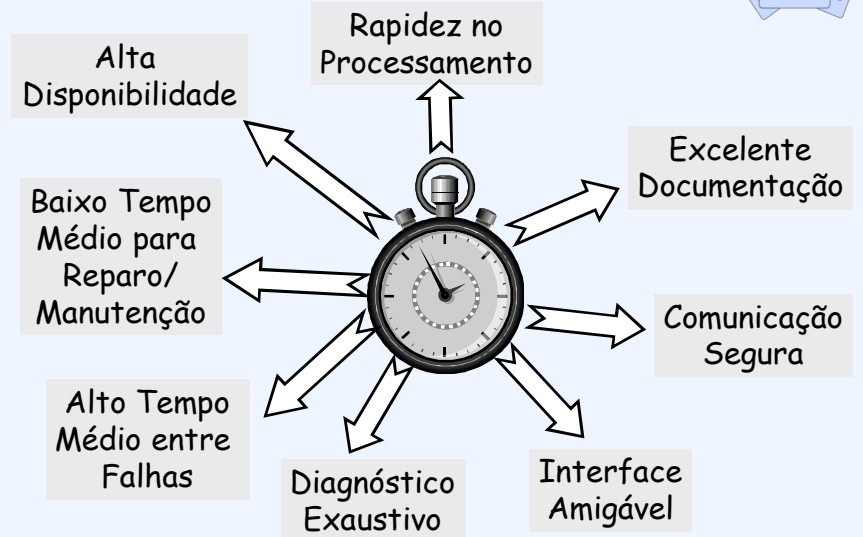 Rapidez no
Processamento
Alta
Disponibilidade
Excelente
Documentação
Baixo Tempo
Médio para
Reparo/
Manutenção
Comunicação
Segura
Alto Tempo
Médio entre
Falhas
Diagnóstico
Exaustivo
Interface
Amigável